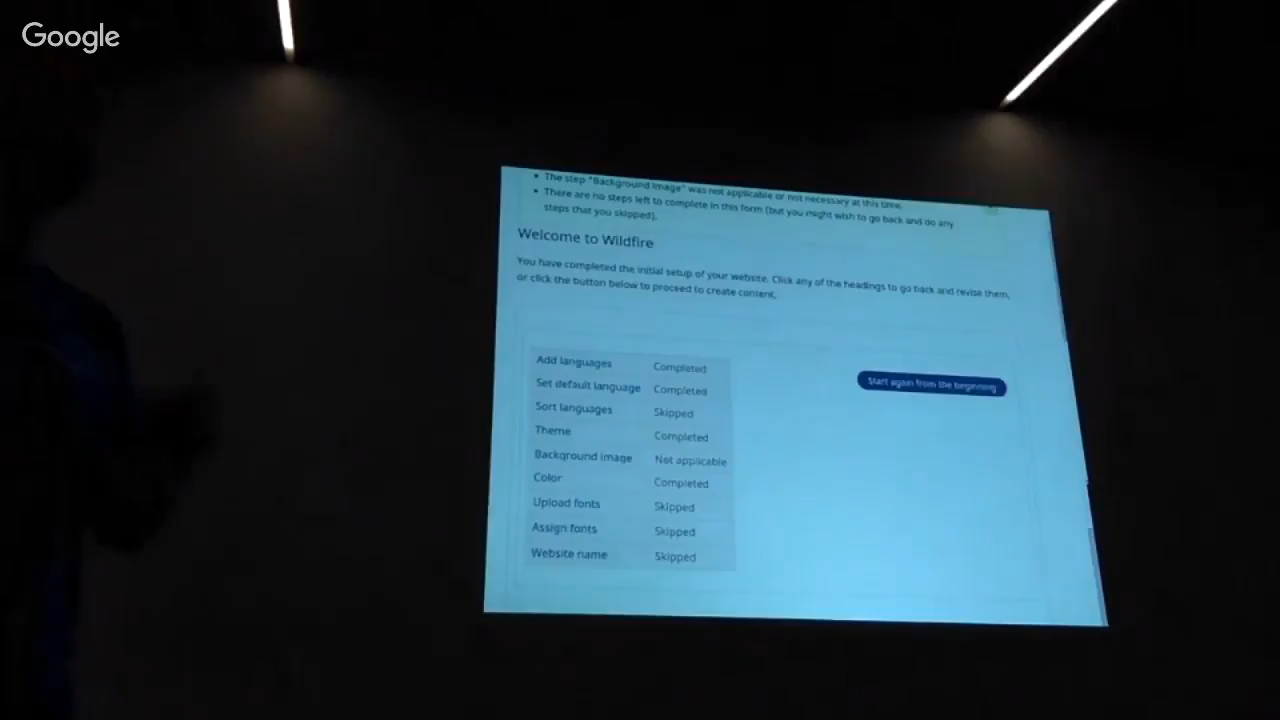 Google
• The step "Background Image" was not applicable or not necessary at this time.
• There are no steps left to complete in this form (but you might wish to go back and do any
steps that you skipped).
Welcome to Wildfire
You have completed the initial setup of your website. Click any of the headings to go back and revise them,
or click the button below to proceed to create content.
Add languages Completed
Start again from the beginning
Set default language Completed
Sort languages Skipped
Theme Completed
Background image Not applicable
Color Completed
Upload fonts Skipped
Assign fonts Skipped
Website name Skipped